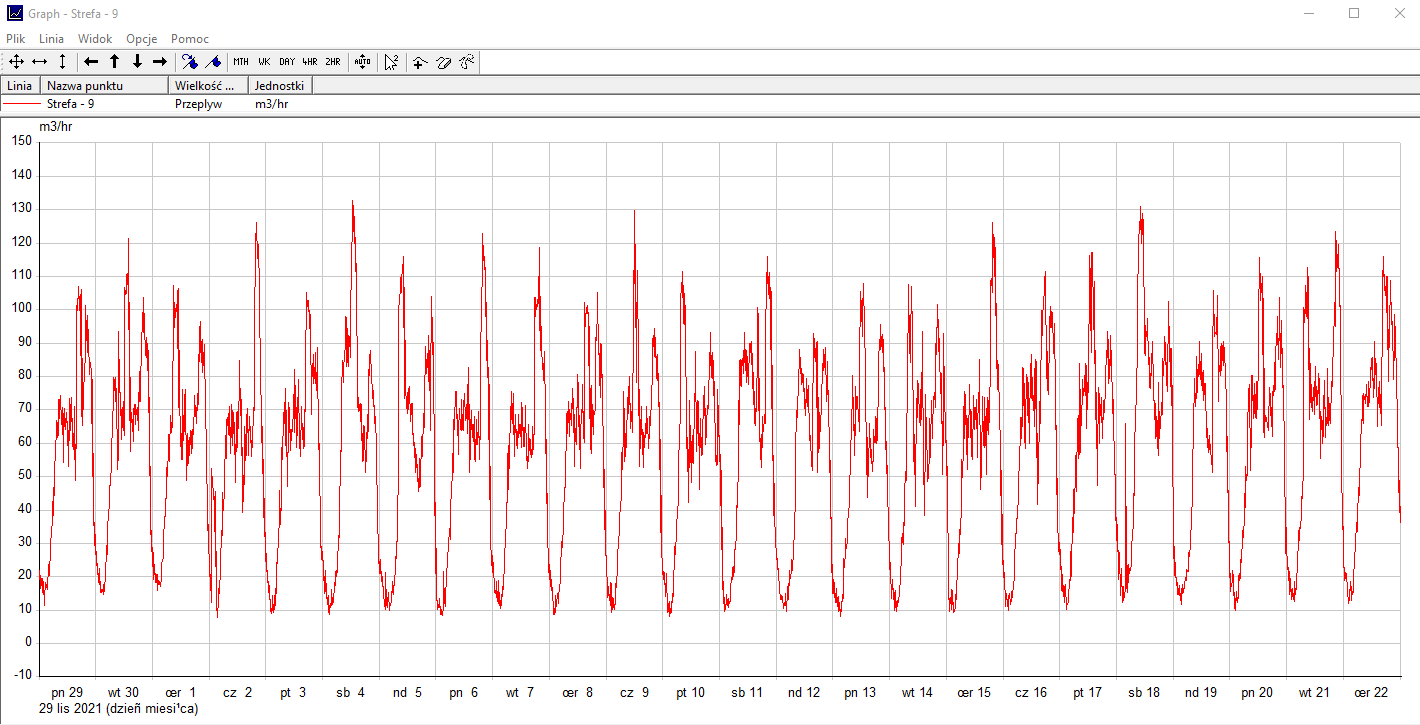 Graph - Strefa - 9
Plik Linia Widok Opcje Pomoc
MTH WK DAY 4HR 2HR AUTO 2
Linia Nazwa punktu Wielkość ... Jednostki
Strefa - 9 Przeplyw m3/hr
m3/hr
150
140
130
120
110
100
90
80
70
60
50
40
30
20
10
0
-10
pn 29 wt 30 œr 1 cz 2 pt 3 sb 4 nd 5 pn 6 wt 7 œr 8 cz 9 pt 10 sb 11 nd 12 pn 13 wt 14 œr 15 cz 16 pt 17 sb 18 nd 19 pn 20 wt 21 œr 22
29 lis 2021 (dzień miesi¹ca)